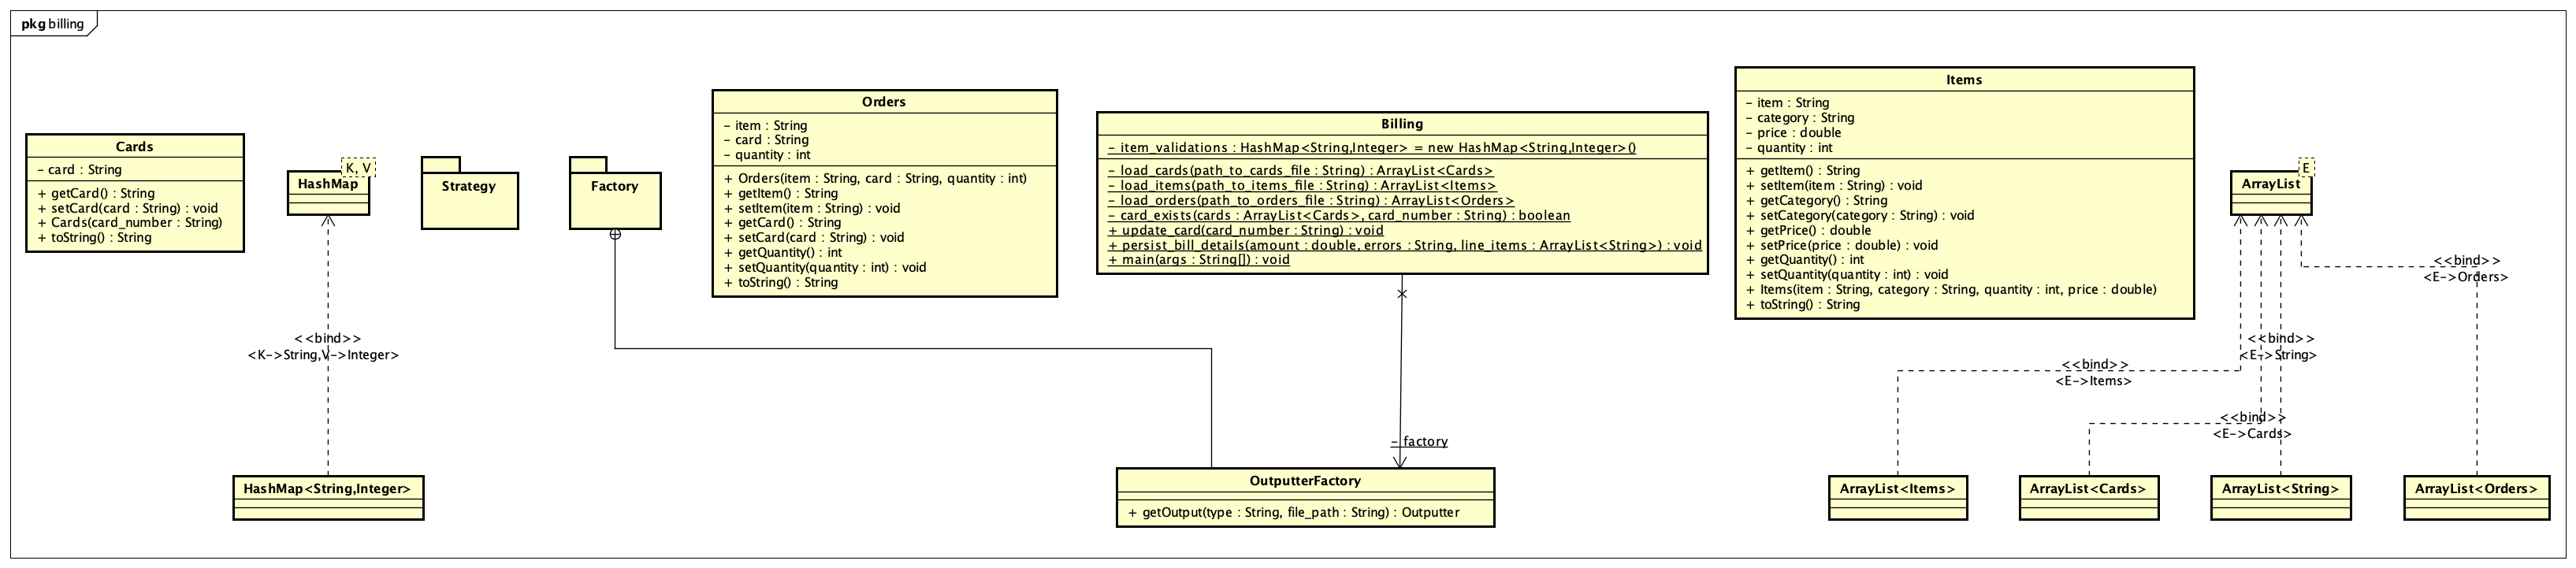 pkg billing
Cards
- card : String
+ getCard() : String
+ setCard(card : String) : void
+ Cards(card_number : String)
+ toString() : String
K, V
HashMap
Strategy
Factory
Orders
- item : String
- card : String
- quantity : int
+ Orders(item : String, card : String, quantity : int)
+ getItem() : String
+ setItem(item : String) : void
+ getCard() : String
+ setCard(card : String) : void
+ getQuantity() : int
+ setQuantity(quantity : int) : void
+ toString() : String
Billing
- item_validations : HashMap<String,Integer> = new HashMap<String,Integer>()
- load_cards(path_to_cards_file : String) : ArrayList<Cards>
- load_items(path_to_items_file : String) : ArrayList<Items>
- load_orders(path_to_orders_file : String) : ArrayList<Orders>
- card_exists(cards : ArrayList<Cards>, card_number : String) : boolean
+ update_card(card_number : String) : void
+ persist_bill_details(amount : double, errors : String, line_items : ArrayList<String>) : void
+ main(args : String[]) : void
Items
- item : String
- category : String
- price : double
- quantity : int
+ getItem() : String
+ setItem(item : String) : void
+ getCategory() : String
+ setCategory(category : String) : void
+ getPrice() : double
+ setPrice(price : double) : void
+ getQuantity() : int
+ setQuantity(quantity : int) : void
+ Items(item : String, category : String, quantity : int, price : double)
+ toString() : String
E
ArrayList
<<bind>>
<E->Orders>
<<bind>>
<K->String,V->Integer>
<<bind>>
<E->String>
<<bind>>
<E->Items>
<<bind>>
<E->Cards>
- factory
HashMap<String,Integer>
OutputterFactory
+ getOutput(type : String, file_path : String) : Outputter
ArrayList<Items>
ArrayList<Cards>
ArrayList<String>
ArrayList<Orders>